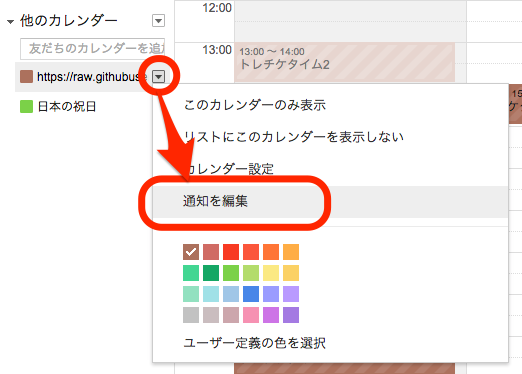 他のカレンダー
友だちのカレンダーを追加
https://raw.githubus
日本の祝日
12:00
13:00
13:00 〜 14:00
トレチケタイム2
このカレンダーのみ表示
リストにこのカレンダーを表示しない
カレンダー設定
通知を編集
ユーザー定義の色を選択